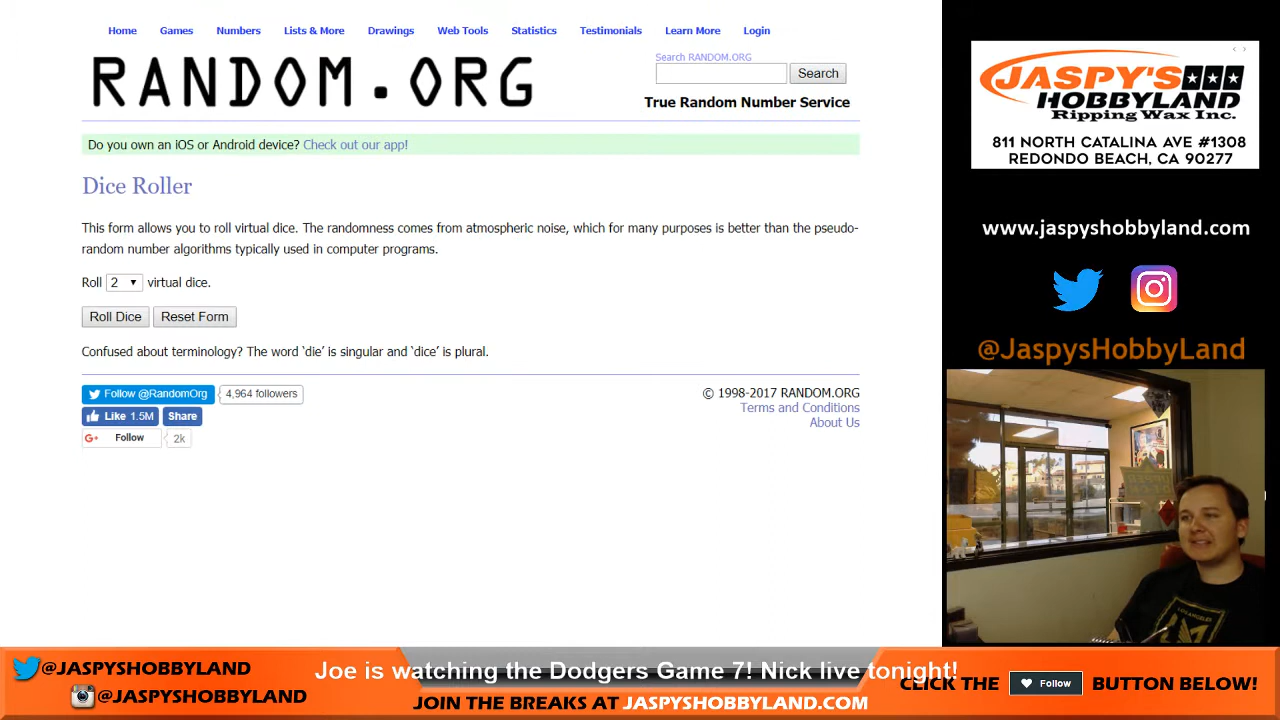 Home Games Numbers Lists & More Drawings Web Tools Statistics Testimonials Learn More Login
RANDOM.ORG
Search RANDOM.ORG
Search
True Random Number Service
Do you own an iOS or Android device? Check out our app!
Dice Roller
This form allows you to roll virtual dice. The randomness comes from atmospheric noise, which for many purposes is better than the pseudo-
random number algorithms typically used in computer programs.
Roll 2 virtual dice.
Roll Dice Reset Form
Confused about terminology? The word ‘die’ is singular and ‘dice’ is plural.
Follow @RandomOrg 4,964 followers
Like 1.5M Share
G+ Follow 2k
© 1998-2017 RANDOM.ORG
Terms and Conditions
About Us
JASPY'S
HOBBYLAND
Ripping Wax Inc.
811 NORTH CATALINA AVE #1308
REDONDO BEACH, CA 90277
www.jaspyshobbyland.com
@JaspysHobbyLand
@JASPYSHOBBYLAND
@JASPYSHOBBYLAND
Joe is watching the Dodgers Game 7! Nick live tonight!
JOIN THE BREAKS AT JASPYSHOBBYLAND.COM
CLICK THE Follow BUTTON BELOW!